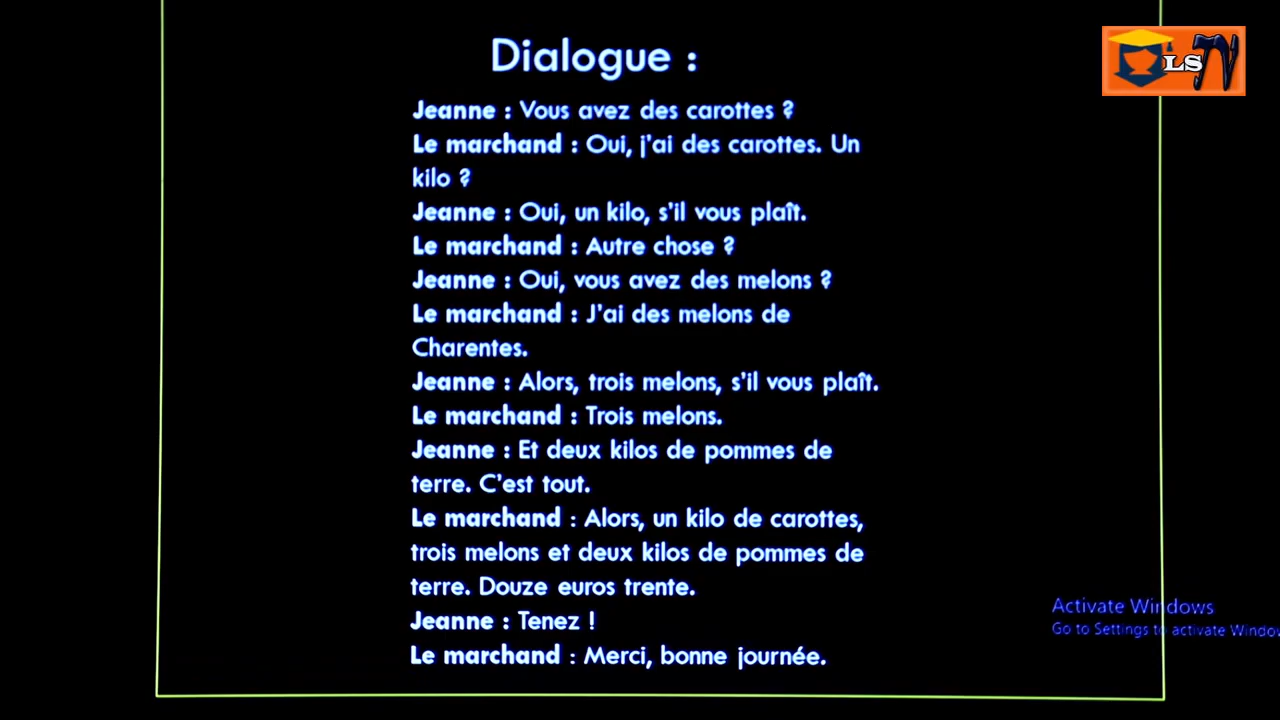 Dialogue :
Jeanne : Vous avez des carottes ?
Le marchand : Oui, j'ai des carottes. Un
kilo ?
Jeanne : Oui, un kilo, s'il vous plaît.
Le marchand : Autre chose ?
Jeanne : Oui, vous avez des melons ?
Le marchand : J'ai des melons de
Charentes.
Jeanne : Alors, trois melons, s'il vous plaît.
Le marchand : Trois melons.
Jeanne : Et deux kilos de pommes de
terre. C'est tout.
Le marchand : Alors, un kilo de carottes,
trois melons et deux kilos de pommes de
terre. Douze euros trente.
Jeanne : Tenez !
Le marchand : Merci, bonne journée.
LSTV
Activate Windows
Go to Settings to activate Windo